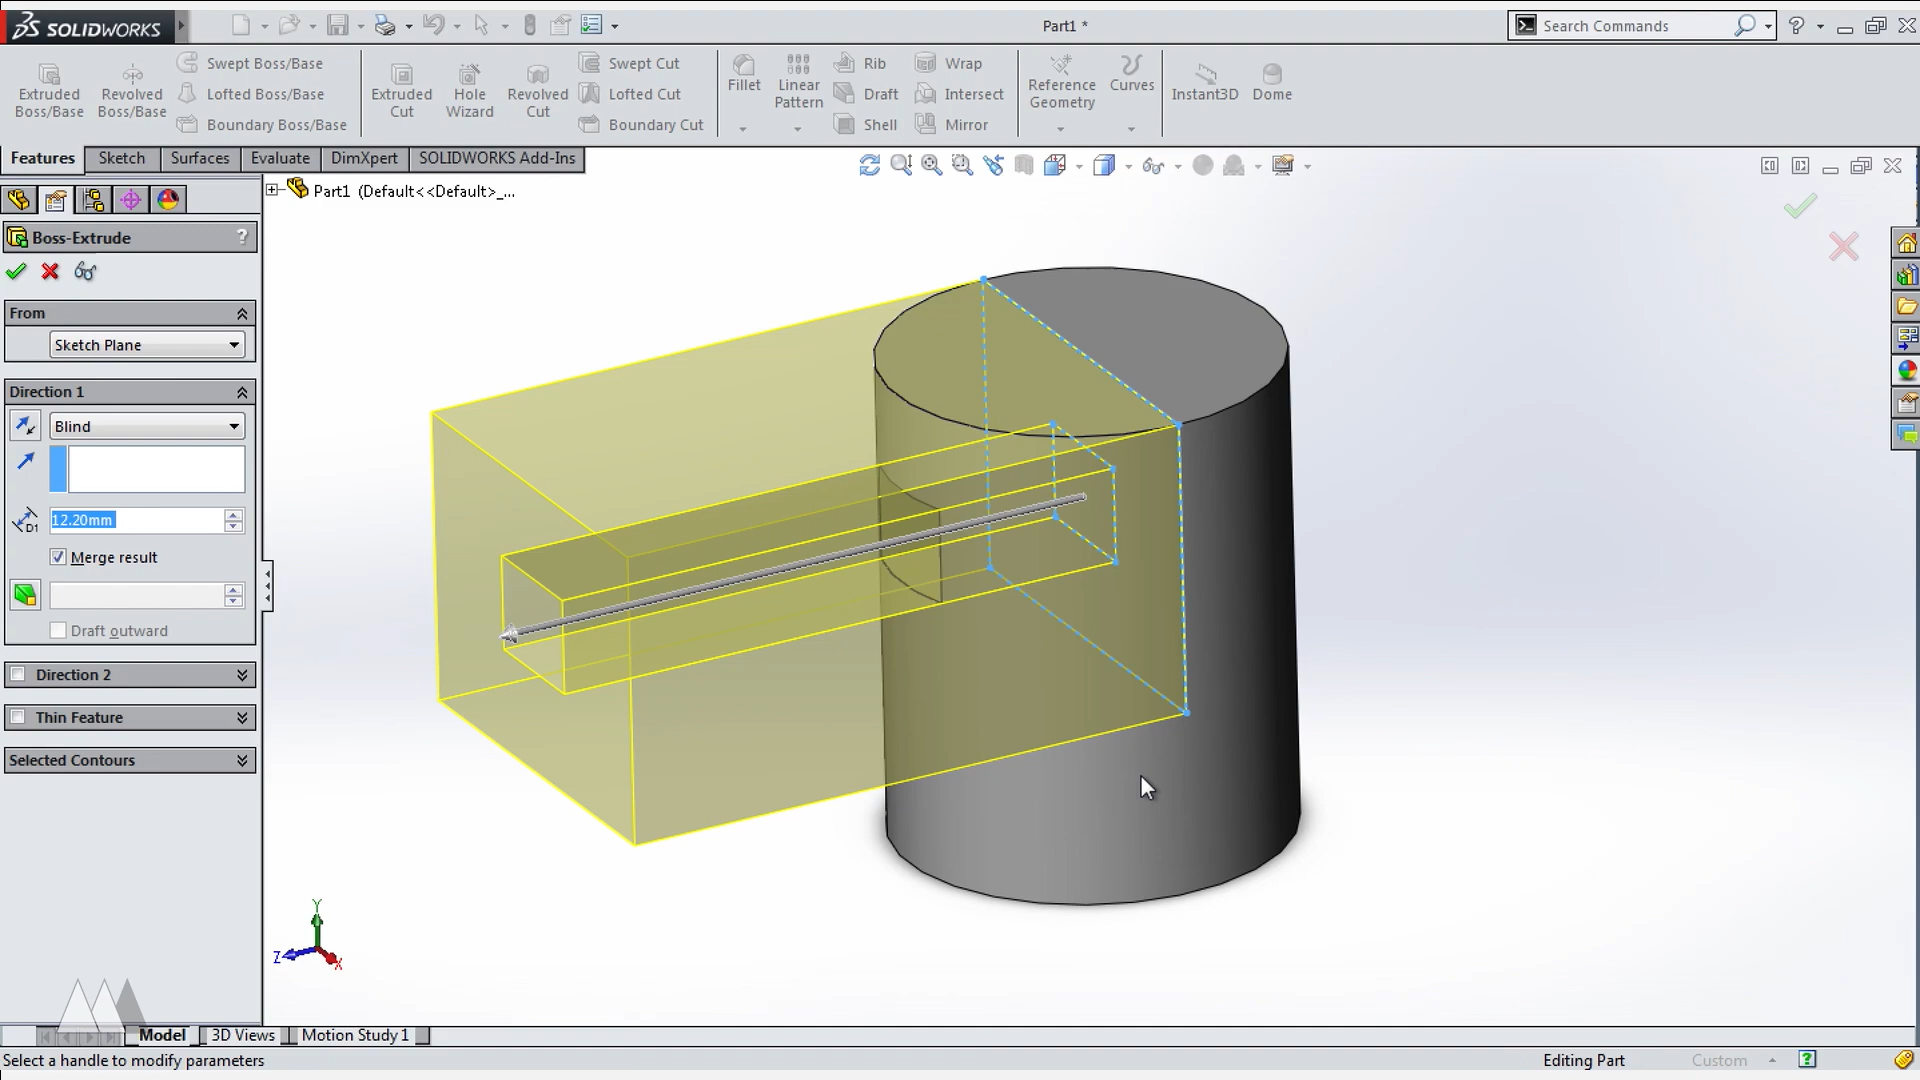 SOLIDWORKS
Part1 *
Search Commands
Extruded Boss/Base
Revolved Boss/Base
Swept Boss/Base
Lofted Boss/Base
Boundary Boss/Base
Extruded Cut
Hole Wizard
Revolved Cut
Swept Cut
Lofted Cut
Boundary Cut
Fillet
Linear Pattern
Rib
Draft
Shell
Wrap
Intersect
Mirror
Reference Geometry
Curves
Instant3D
Dome
Features
Sketch
Surfaces
Evaluate
DimXpert
SOLIDWORKS Add-Ins
Part1 (Default<<Default>_...
Boss-Extrude
?
From
Sketch Plane
Direction 1
Blind
D1
12.20mm
Merge result
Draft outward
Direction 2
Thin Feature
Selected Contours
Y
Z
X
Model
3D Views
Motion Study 1
Select a handle to modify parameters
Editing Part
Custom
?